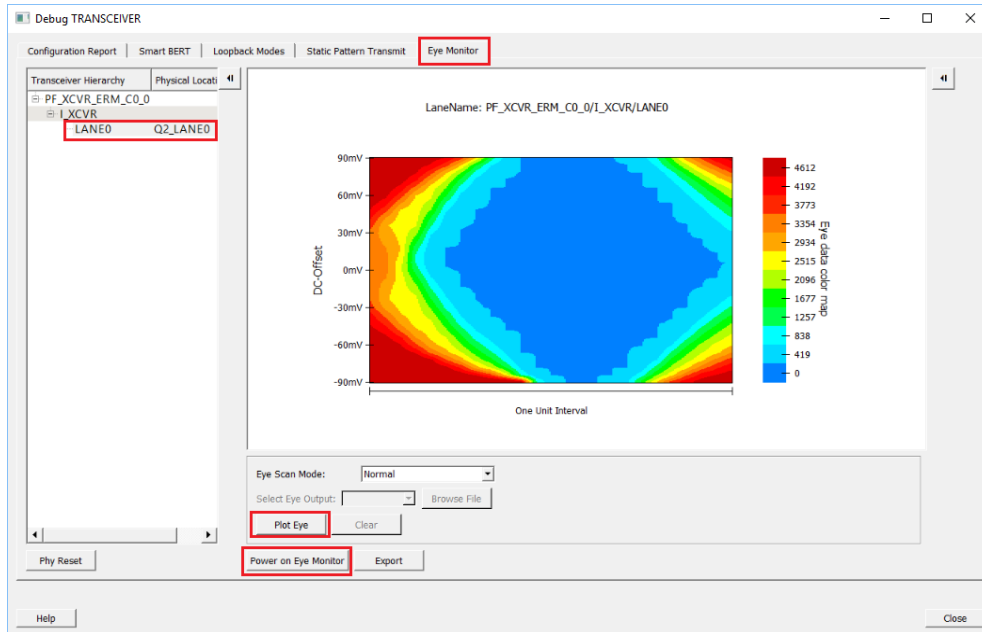 Debug TRANSCEIVER
Configuration Report
Smart BERT
Loopback Modes
Static Pattern Transmit
Eye Monitor
Transceiver Hierarchy Physical Locati
PF_XCVR_ERM_C0_0
I_XCVR
LANE0 Q2_LANE0
LaneName: PF_XCVR_ERM_C0_0/I_XCVR/LANE0
DC-Offset
90mV
60mV
30mV
0mV
-30mV
-60mV
-90mV
One Unit Interval
4612
4192
3773
3354
2934
2515
2096
1677
1257
838
419
0
Eye data color map
Eye Scan Mode: Normal
Select Eye Output: Browse File
Plot Eye Clear
Phy Reset
Power on Eye Monitor Export
Help
Close